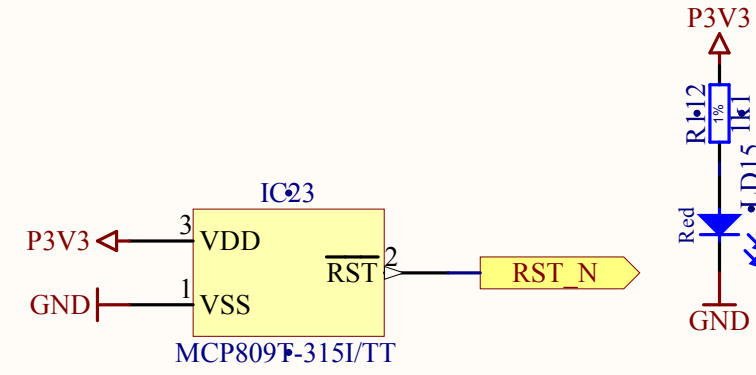 P3V3
R112
1%
1k1
LD15
Red
GND
IC23
P3V3
3
VDD
RST
2
RST_N
GND
1
VSS
MCP809T-315I/TT